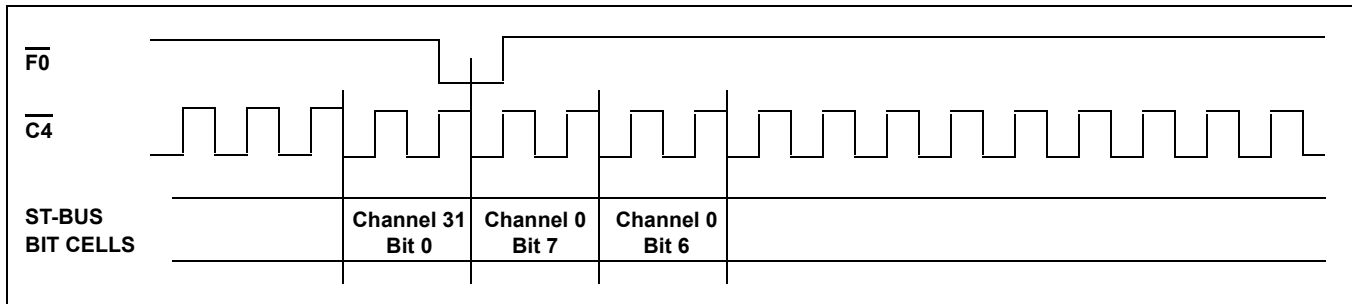 F0
C4
ST-BUS
BIT CELLS
Channel 31
Bit 0
Channel 0
Bit 7
Channel 0
Bit 6